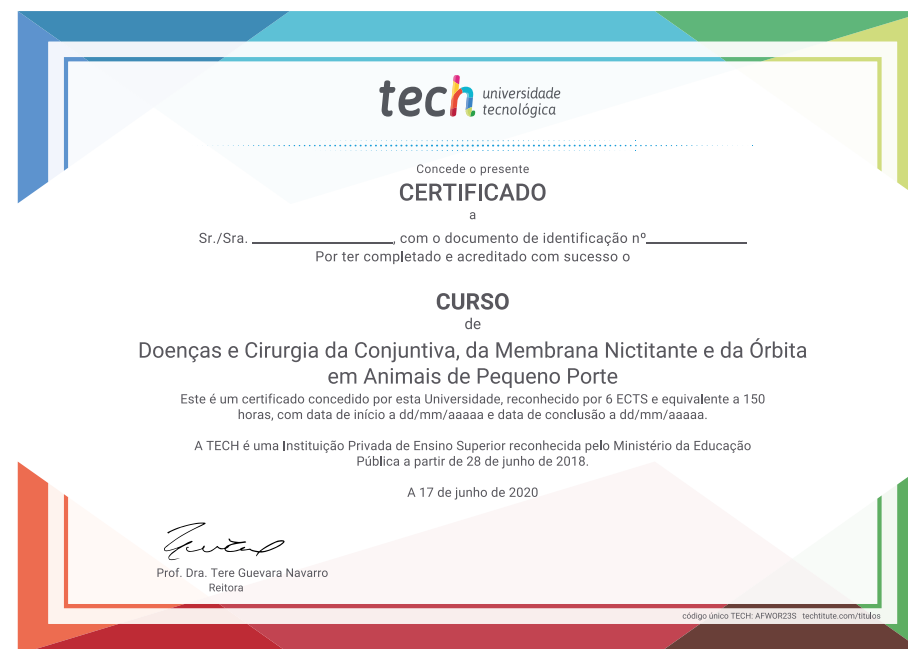 tech universidade
tecnológica
Concede o presente
CERTIFICADO
a
Sr./Sra. ____________________, com o documento de identificação nº______________
Por ter completado e acreditado com sucesso o
CURSO
de
Doenças e Cirurgia da Conjuntiva, da Membrana Nictitante e da Órbita
em Animais de Pequeno Porte
Este é um certificado concedido por esta Universidade, reconhecido por 6 ECTS e equivalente a 150
horas, com data de início a dd/mm/aaaaa e data de conclusão a dd/mm/aaaaa.
A TECH é uma Instituição Privada de Ensino Superior reconhecida pelo Ministério da Educação
Pública a partir de 28 de junho de 2018.
A 17 de junho de 2020
Prof. Dra. Tere Guevara Navarro
Reitora
código único TECH: AFWOR23S techtitute.com/titulos